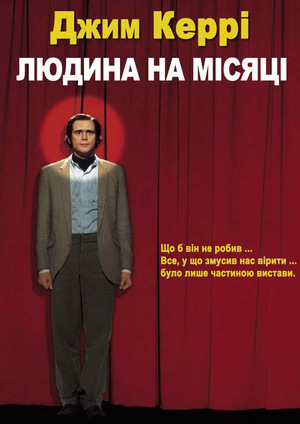 Джим Керрі
ЛЮДИНА НА МІСЯЦІ
Що б він не робив ...
Все, у що змусив нас вірити ...
було лише частиною вистави.